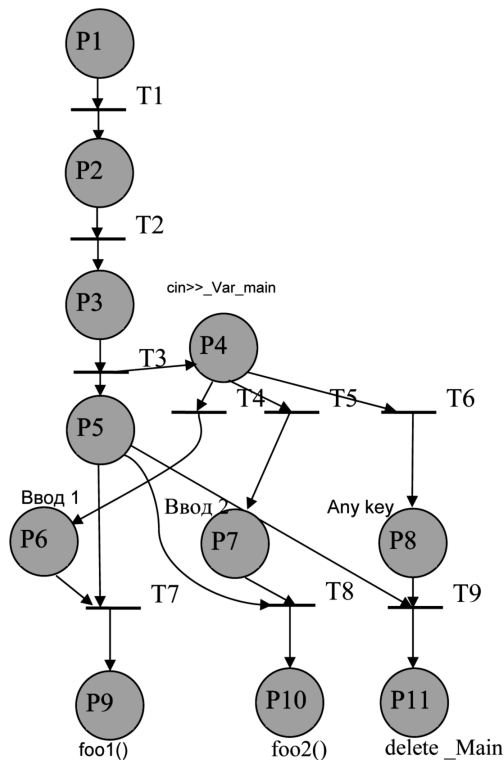 P1
T1
P2
T2
P3
cin>>_Var_main
P4
T3
T4
T5
T6
P5
Ввод 1
Ввод 2
Any key
P6
P7
P8
T7
T8
T9
P9
P10
P11
foo1()
foo2()
delete _Main